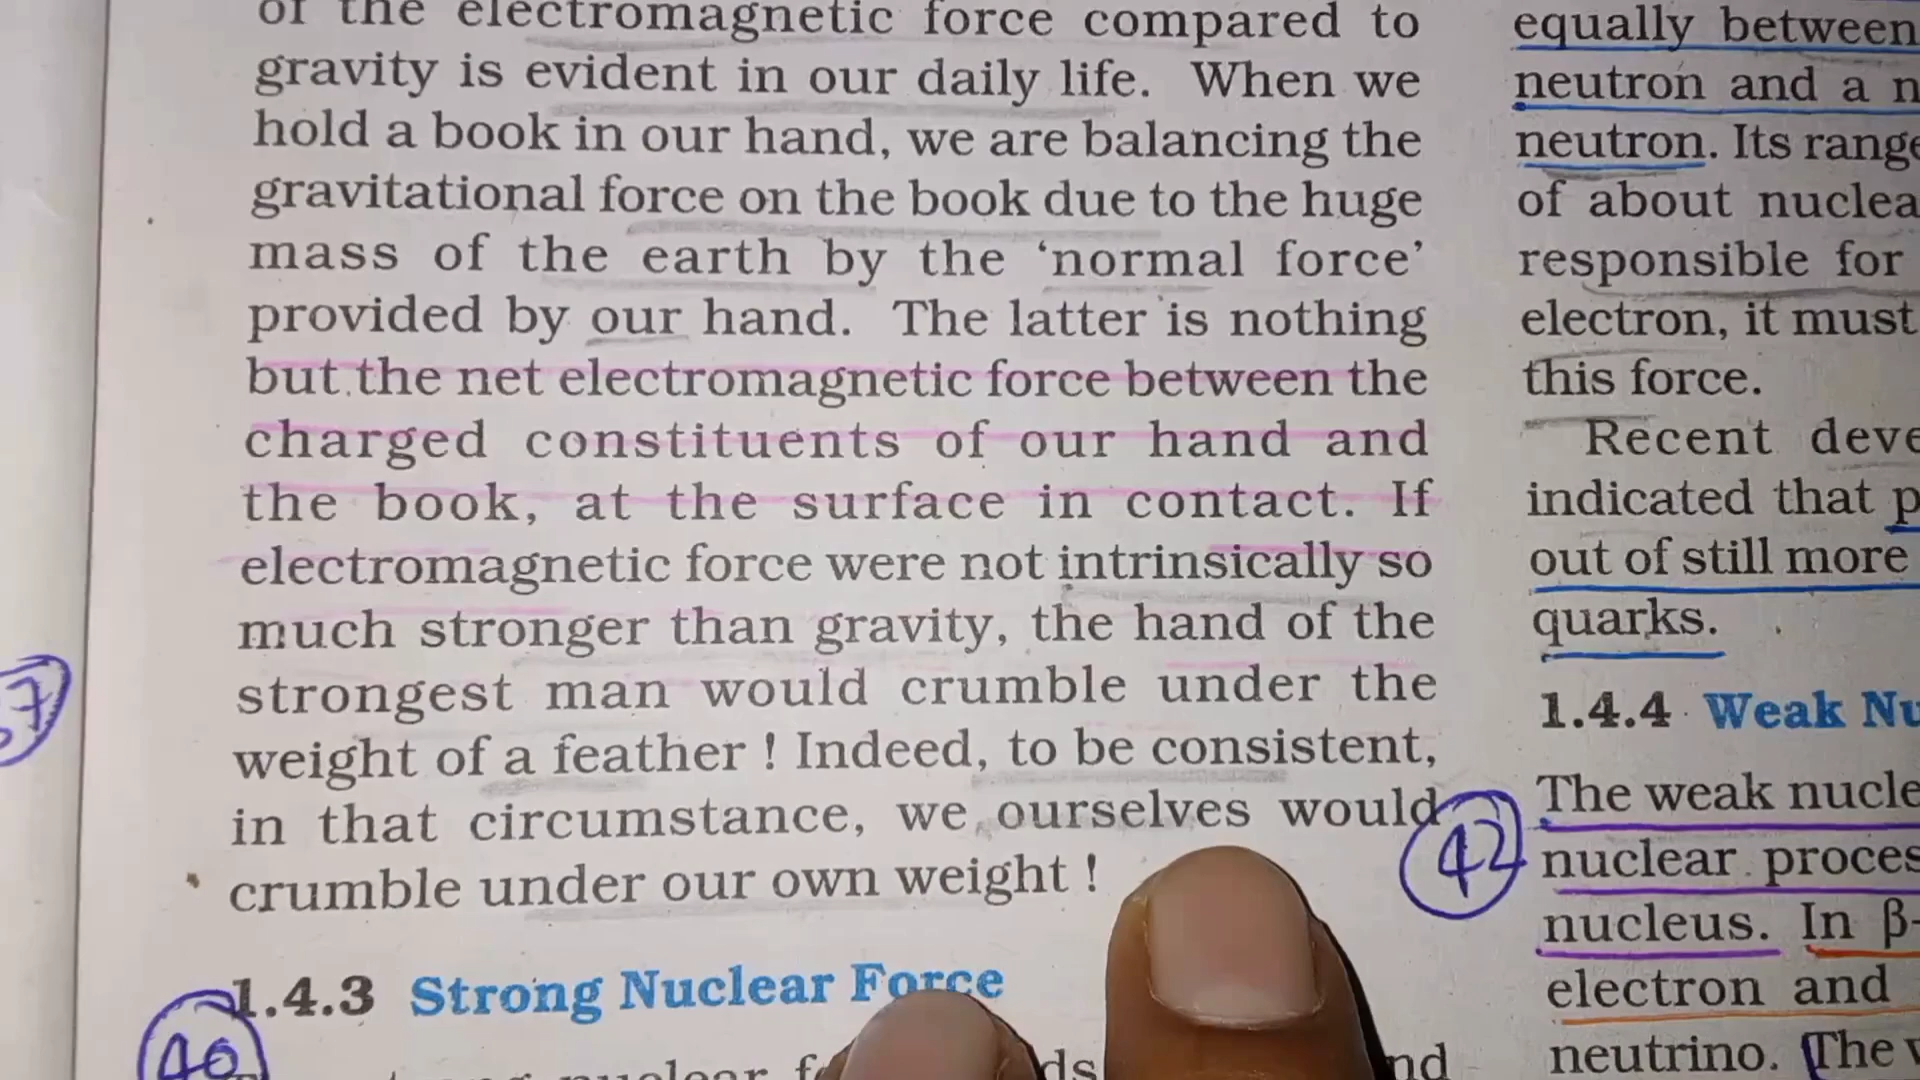 of the electromagnetic force compared to
gravity is evident in our daily life. When we
hold a book in our hand, we are balancing the
gravitational force on the book due to the huge
mass of the earth by the ‘normal force’
provided by our hand. The latter is nothing
but the net electromagnetic force between the
charged constituents of our hand and
the book, at the surface in contact. If
electromagnetic force were not intrinsically so
much stronger than gravity, the hand of the
strongest man would crumble under the
weight of a feather ! Indeed, to be consistent,
in that circumstance, we ourselves would
crumble under our own weight !
1.4.3 Strong Nuclear Force
40
nuclear
equally between
neutron and a n
neutron. Its range
of about nuclea
responsible for
electron, it must
this force.
Recent deve
indicated that p
out of still more
quarks.
1.4.4 Weak Nu
42
The weak nucle
nuclear proces
nucleus. In β-
electron and
neutrino. The w